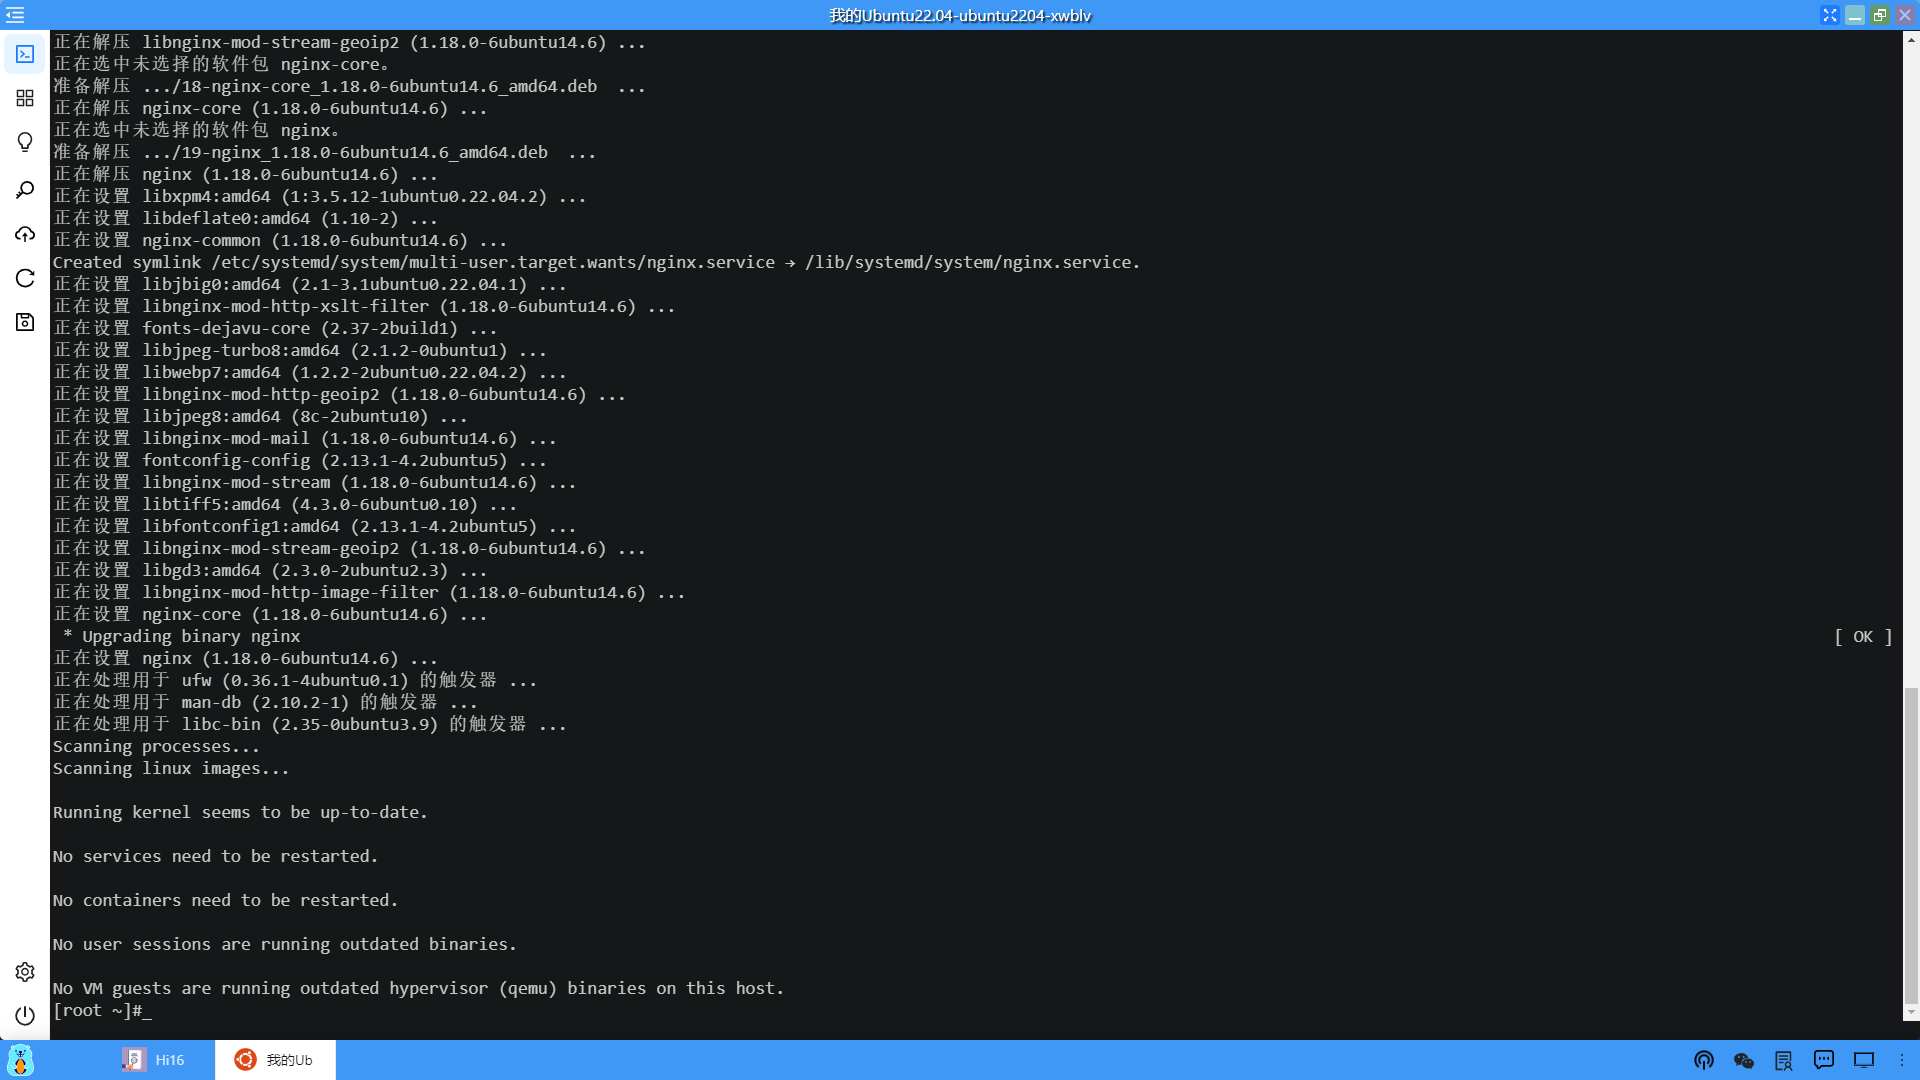 我的Ubuntu22.04-ubuntu2204-xwblv
正在解压 libnginx-mod-stream-geoip2 (1.18.0-6ubuntu14.6) ...
正在选中未选择的软件包 nginx-core。
准备解压 .../18-nginx-core_1.18.0-6ubuntu14.6_amd64.deb  ...
正在解压 nginx-core (1.18.0-6ubuntu14.6) ...
正在选中未选择的软件包 nginx。
准备解压 .../19-nginx_1.18.0-6ubuntu14.6_amd64.deb  ...
正在解压 nginx (1.18.0-6ubuntu14.6) ...
正在设置 libxpm4:amd64 (1:3.5.12-1ubuntu0.22.04.2) ...
正在设置 libdeflate0:amd64 (1.10-2) ...
正在设置 nginx-common (1.18.0-6ubuntu14.6) ...
Created symlink /etc/systemd/system/multi-user.target.wants/nginx.service → /lib/systemd/system/nginx.service.
正在设置 libjbig0:amd64 (2.1-3.1ubuntu0.22.04.1) ...
正在设置 libnginx-mod-http-xslt-filter (1.18.0-6ubuntu14.6) ...
正在设置 fonts-dejavu-core (2.37-2build1) ...
正在设置 libjpeg-turbo8:amd64 (2.1.2-0ubuntu1) ...
正在设置 libwebp7:amd64 (1.2.2-2ubuntu0.22.04.2) ...
正在设置 libnginx-mod-http-geoip2 (1.18.0-6ubuntu14.6) ...
正在设置 libjpeg8:amd64 (8c-2ubuntu10) ...
正在设置 libnginx-mod-mail (1.18.0-6ubuntu14.6) ...
正在设置 fontconfig-config (2.13.1-4.2ubuntu5) ...
正在设置 libnginx-mod-stream (1.18.0-6ubuntu14.6) ...
正在设置 libtiff5:amd64 (4.3.0-6ubuntu0.10) ...
正在设置 libfontconfig1:amd64 (2.13.1-4.2ubuntu5) ...
正在设置 libnginx-mod-stream-geoip2 (1.18.0-6ubuntu14.6) ...
正在设置 libgd3:amd64 (2.3.0-2ubuntu2.3) ...
正在设置 libnginx-mod-http-image-filter (1.18.0-6ubuntu14.6) ...
正在设置 nginx-core (1.18.0-6ubuntu14.6) ...
 * Upgrading binary nginx [ OK ]
正在设置 nginx (1.18.0-6ubuntu14.6) ...
正在处理用于 ufw (0.36.1-4ubuntu0.1) 的触发器 ...
正在处理用于 man-db (2.10.2-1) 的触发器 ...
正在处理用于 libc-bin (2.35-0ubuntu3.9) 的触发器 ...
Scanning processes...
Scanning linux images...
Running kernel seems to be up-to-date.
No services need to be restarted.
No containers need to be restarted.
No user sessions are running outdated binaries.
No VM guests are running outdated hypervisor (qemu) binaries on this host.
[root ~]#_
Hi16
我的Ub